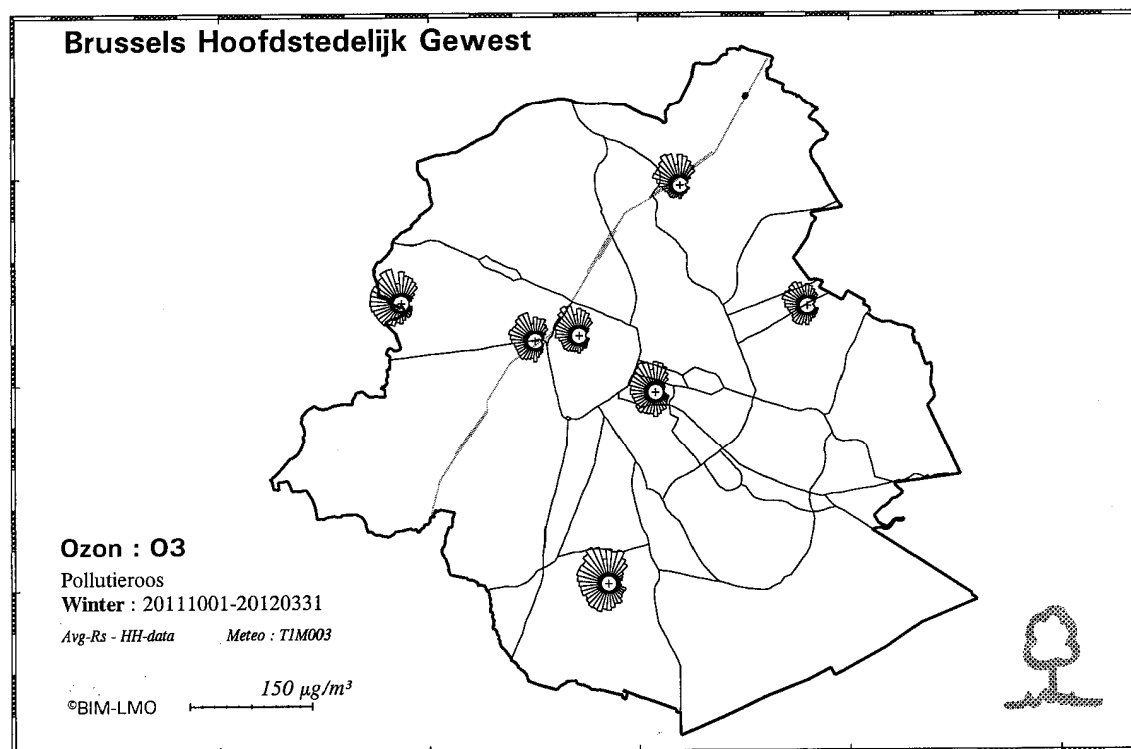 Brussels Hoofdstedelijk Gewest
Ozon : O3
Pollutieroos
Winter : 20111001-20120331
Avg-Rs - HH-data Meteo : T1M003
150 µg/m³
©BIM-LMO